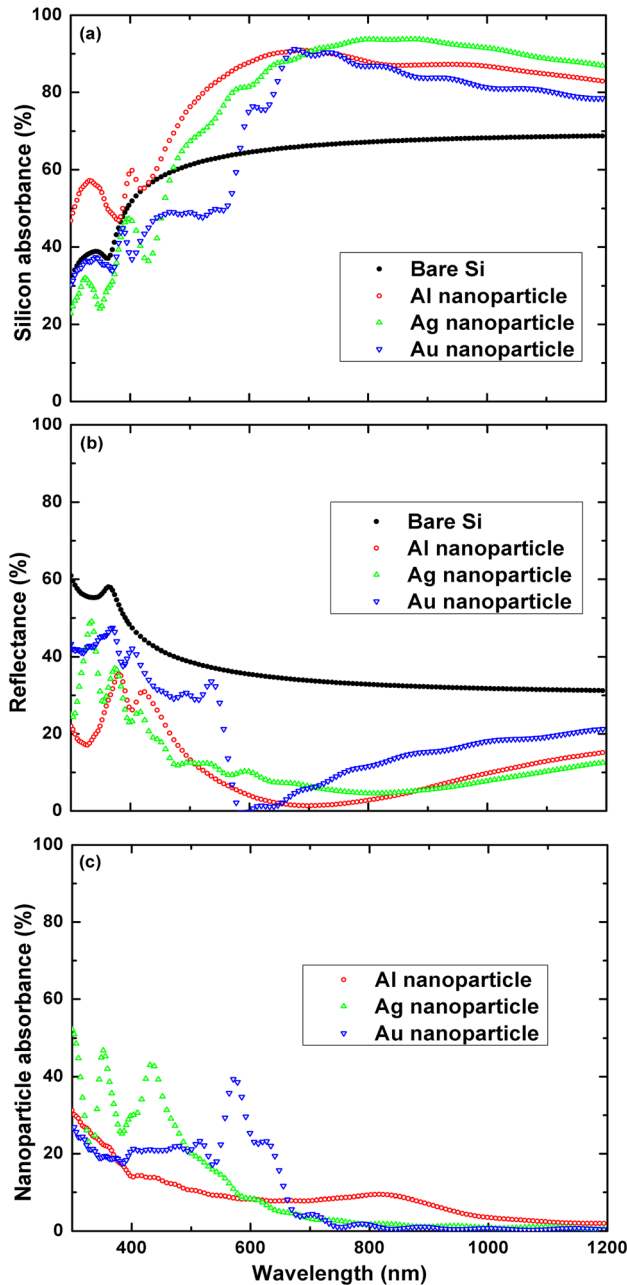 (a)
Silicon absorbance (%)
100
80
60
40
20
0
Bare Si
Al nanoparticle
Ag nanoparticle
Au nanoparticle
(b)
Reflectance (%)
100
80
60
40
20
0
Bare Si
Al nanoparticle
Ag nanoparticle
Au nanoparticle
(c)
Nanoparticle absorbance (%)
100
80
60
40
20
0
Al nanoparticle
Ag nanoparticle
Au nanoparticle
400 600 800 1000 1200
Wavelength (nm)